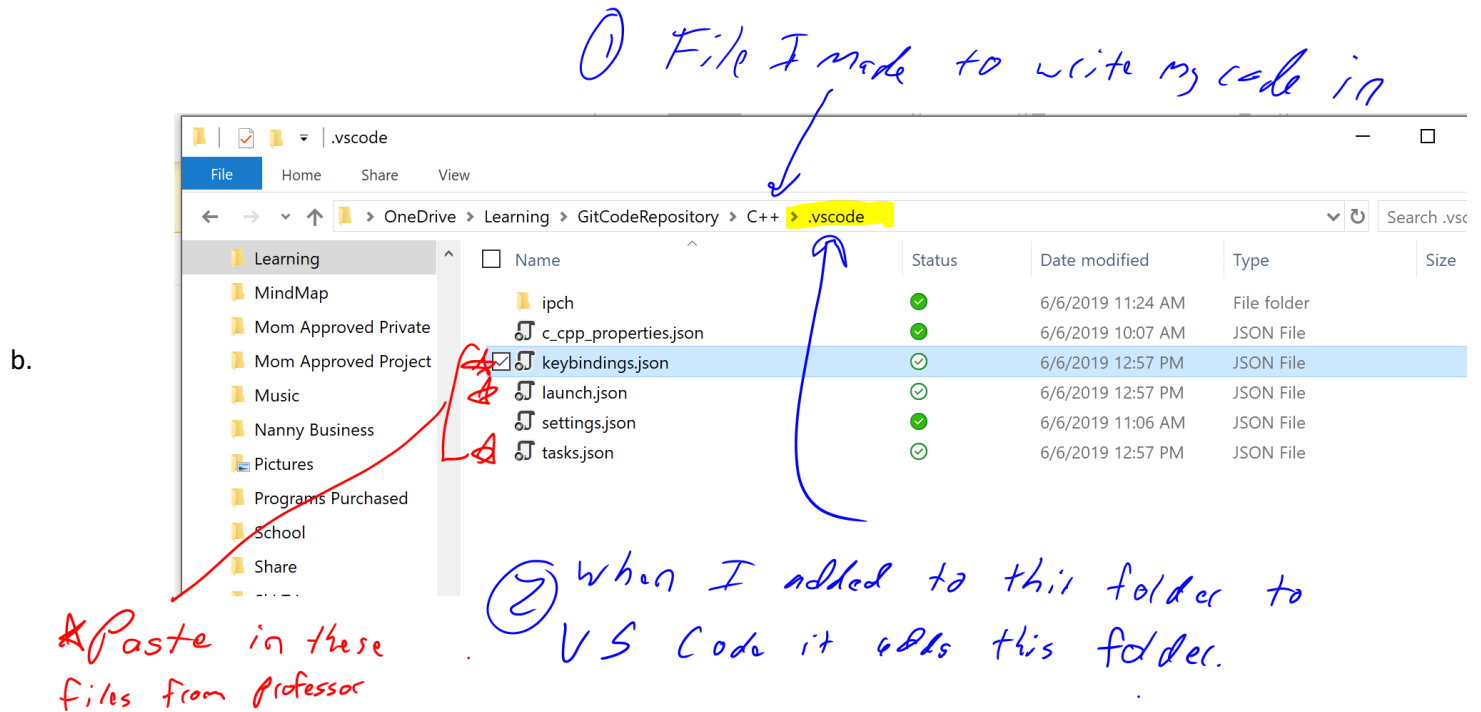 ① File I made to write my code in
.vscode
File Home Share View
OneDrive > Learning > GitCodeRepository > C++ > .vscode Search .vsc
Learning Name Status Date modified Type Size
MindMap ipch 6/6/2019 11:24 AM File folder
Mom Approved Private c_cpp_properties.json 6/6/2019 10:07 AM JSON File
b. Mom Approved Project keybindings.json 6/6/2019 12:57 PM JSON File
Music launch.json 6/6/2019 12:57 PM JSON File
Nanny Business settings.json 6/6/2019 11:06 AM JSON File
Pictures tasks.json 6/6/2019 12:57 PM JSON File
Programs Purchased
School
Share
② When I added to this folder to
VS Code it adds this folder.
Paste in these
files from professor